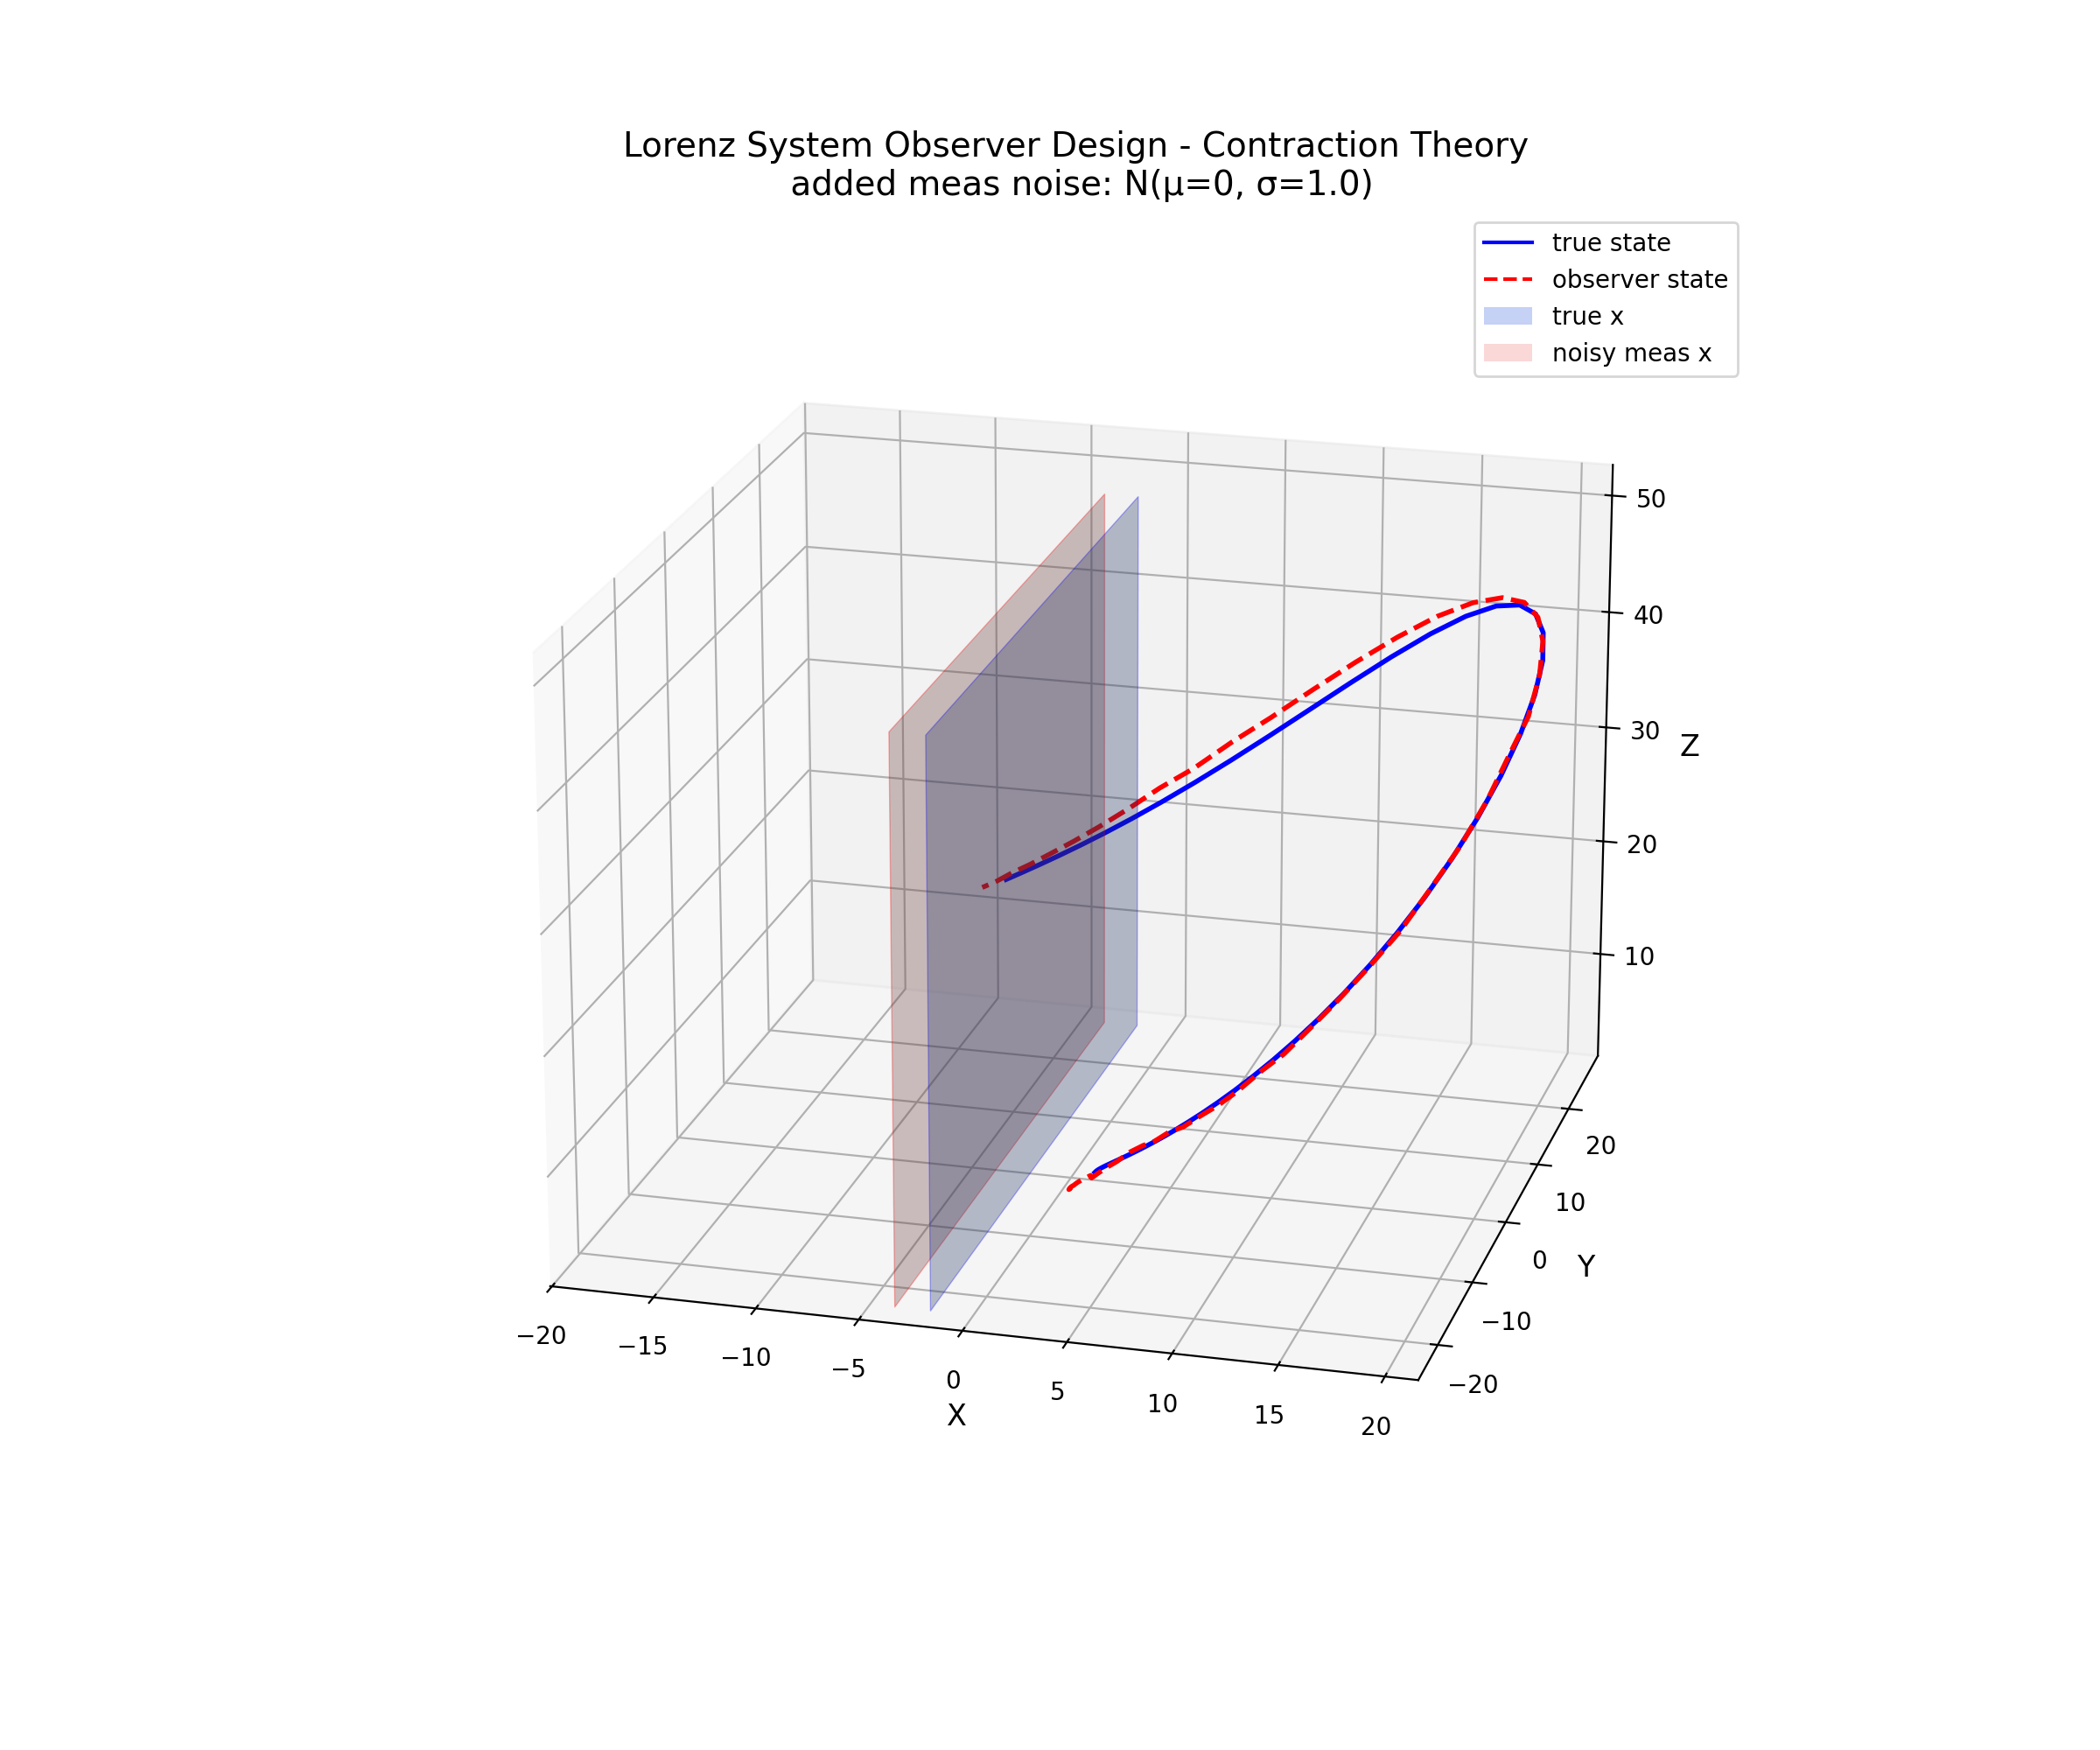 Lorenz System Observer Design - Contraction Theory
added meas noise: N(μ=0, σ=1.0)
true state
observer state
true x
noisy meas x
50
40
30
Z
20
10
20
10
0
Y
−10
−20
−20
−15
−10
−5
0
5
10
15
20
X